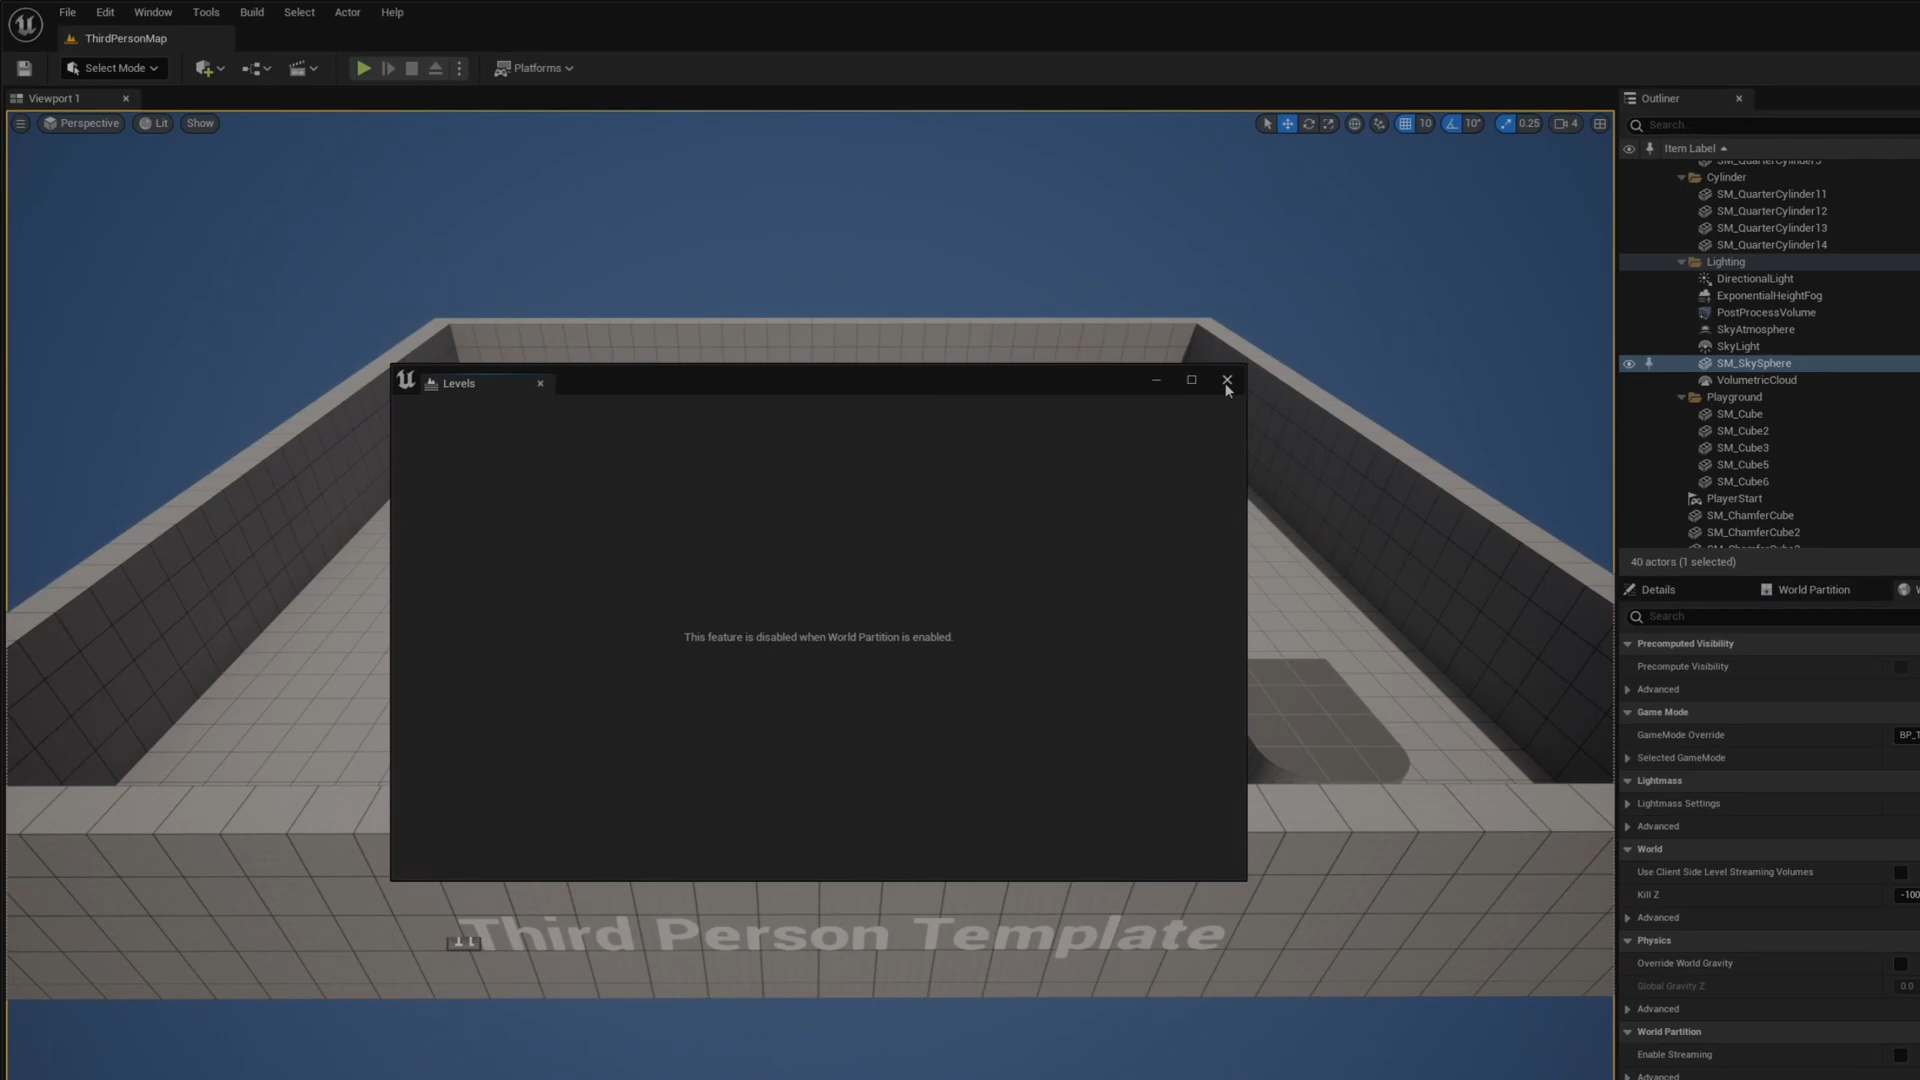 File Edit Window Tools Build Select Actor Help
ThirdPersonMap
Select Mode
Platforms
Viewport 1
Perspective Lit Show
10 10° 0.25 4
Outliner
Search...
Item Label
Cylinder
SM_QuarterCylinder11
SM_QuarterCylinder12
SM_QuarterCylinder13
SM_QuarterCylinder14
Lighting
DirectionalLight
ExponentialHeightFog
PostProcessVolume
SkyAtmosphere
SkyLight
SM_SkySphere
VolumetricCloud
Playground
SM_Cube
SM_Cube2
SM_Cube3
SM_Cube5
SM_Cube6
PlayerStart
SM_ChamferCube
SM_ChamferCube2
40 actors (1 selected)
Levels
This feature is disabled when World Partition is enabled.
Third Person Template
Details World Partition
Search
Precomputed Visibility
Precompute Visibility
Advanced
Game Mode
GameMode Override BP_T
Selected GameMode
Lightmass
Lightmass Settings
Advanced
World
Use Client Side Level Streaming Volumes
Kill Z -100
Advanced
Physics
Override World Gravity
Global Gravity Z 0.0
Advanced
World Partition
Enable Streaming
Advanced